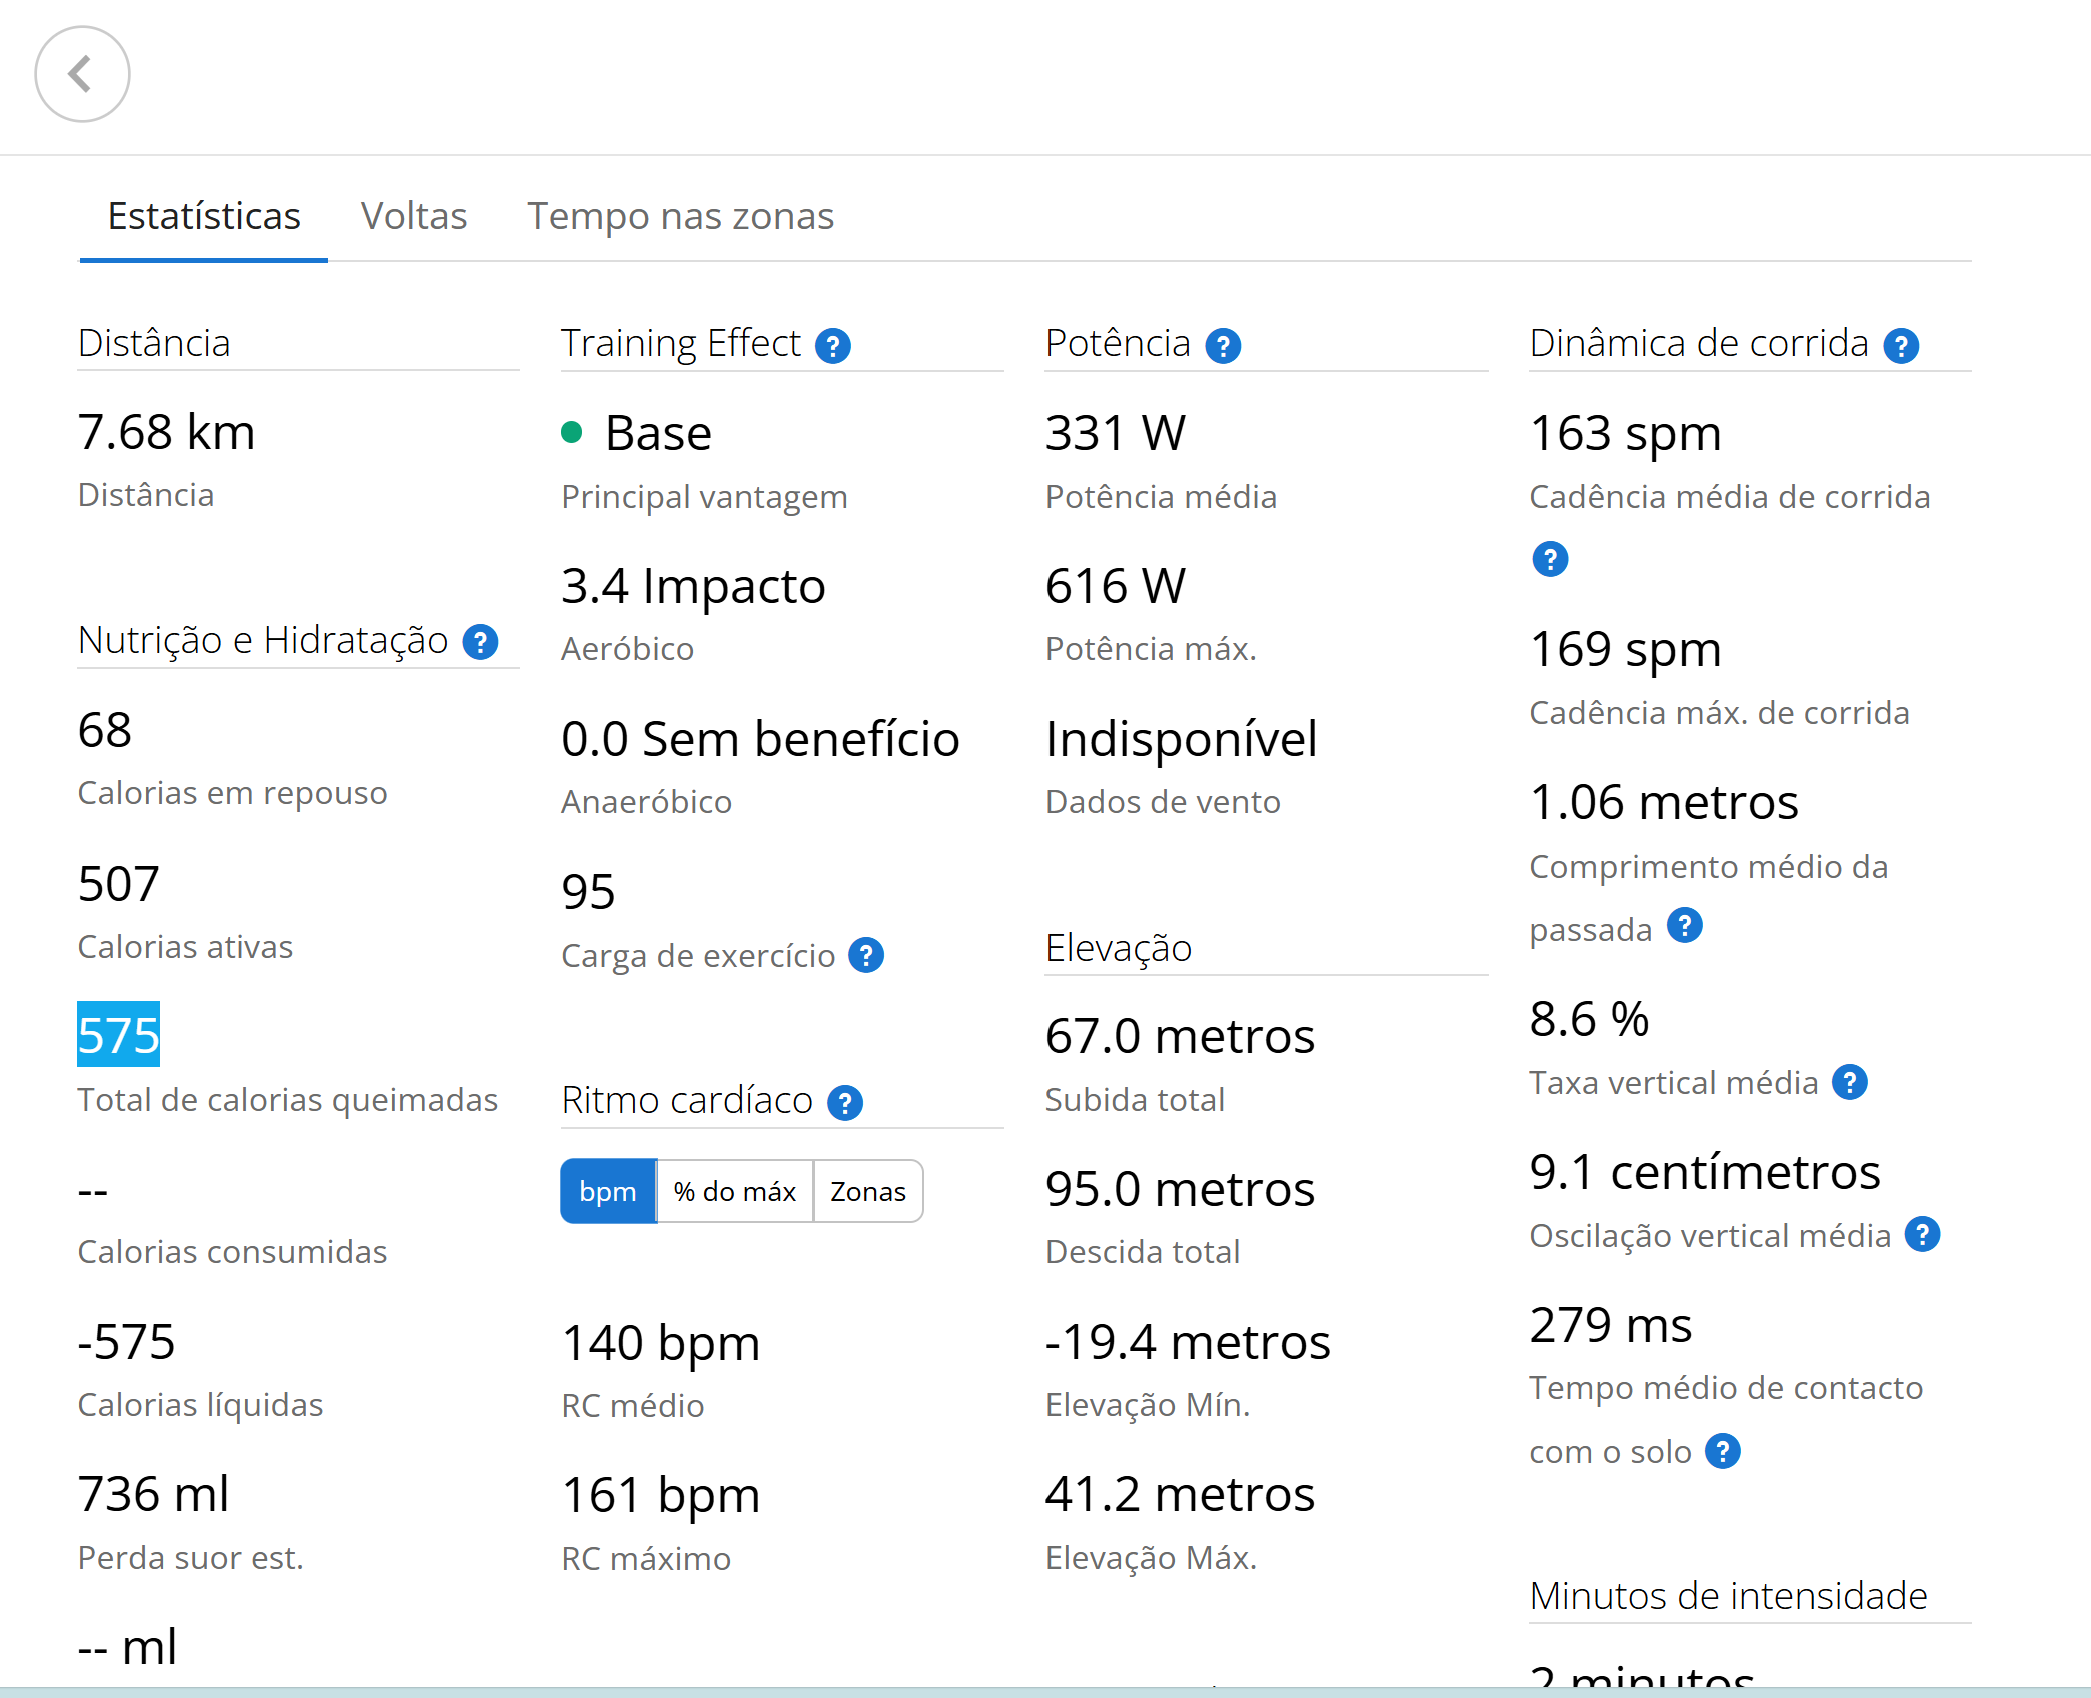 Estatísticas Voltas Tempo nas zonas
Distância
7.68 km
Distância
Nutrição e Hidratação ?
68
Calorias em repouso
507
Calorias ativas
575
Total de calorias queimadas
--
Calorias consumidas
-575
Calorias líquidas
736 ml
Perda suor est.
-- ml
Training Effect ?
Base
Principal vantagem
3.4 Impacto
Aeróbico
0.0 Sem benefício
Anaeróbico
95
Carga de exercício ?
Ritmo cardíaco ?
bpm % do máx Zonas
140 bpm
RC médio
161 bpm
RC máximo
Potência ?
331 W
Potência média
616 W
Potência máx.
Indisponível
Dados de vento
Elevação
67.0 metros
Subida total
95.0 metros
Descida total
-19.4 metros
Elevação Mín.
41.2 metros
Elevação Máx.
Dinâmica de corrida ?
163 spm
Cadência média de corrida
?
169 spm
Cadência máx. de corrida
1.06 metros
Comprimento médio da
passada ?
8.6 %
Taxa vertical média ?
9.1 centímetros
Oscilação vertical média ?
279 ms
Tempo médio de contacto
com o solo ?
Minutos de intensidade
2 minutos